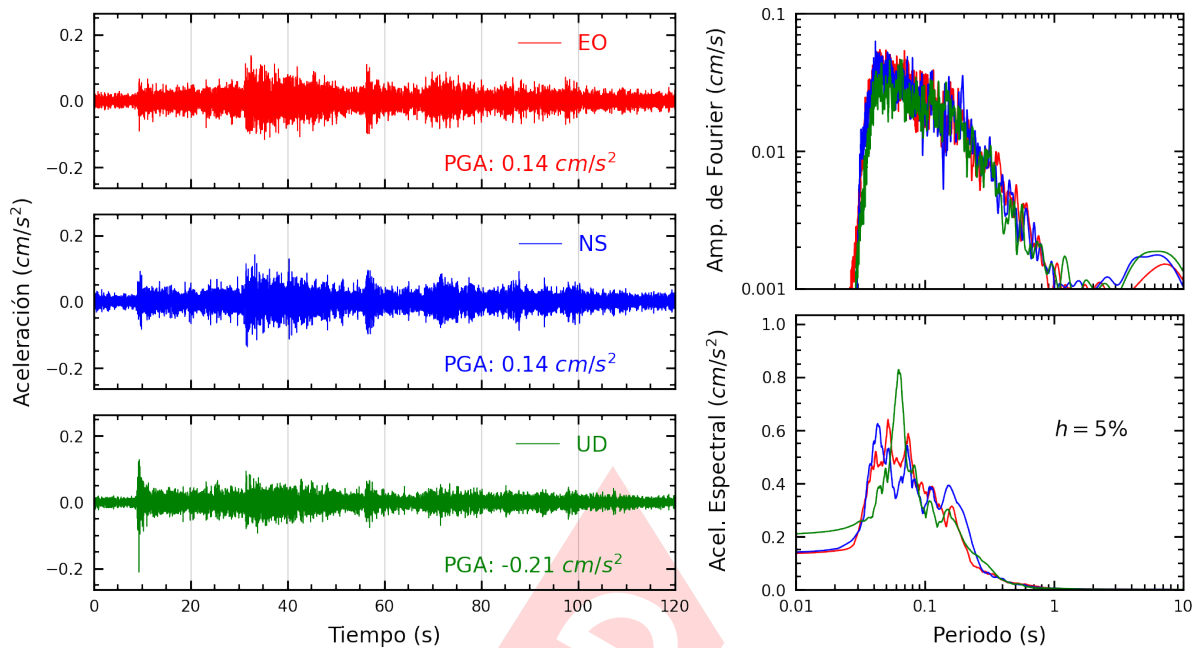 Aceleración (cm/s²)
0.2
0.0
−0.2
EO
PGA: 0.14 cm/s²
0.2
0.0
−0.2
NS
PGA: 0.14 cm/s²
0.2
0.0
−0.2
UD
PGA: -0.21 cm/s²
0 20 40 60 80 100 120
Tiempo (s)
Amp. de Fourier (cm/s)
0.1
0.01
0.001
Acel. Espectral (cm/s²)
1.0
0.8
0.6
0.4
0.2
0.0
h = 5%
0.01 0.1 1 10
Periodo (s)